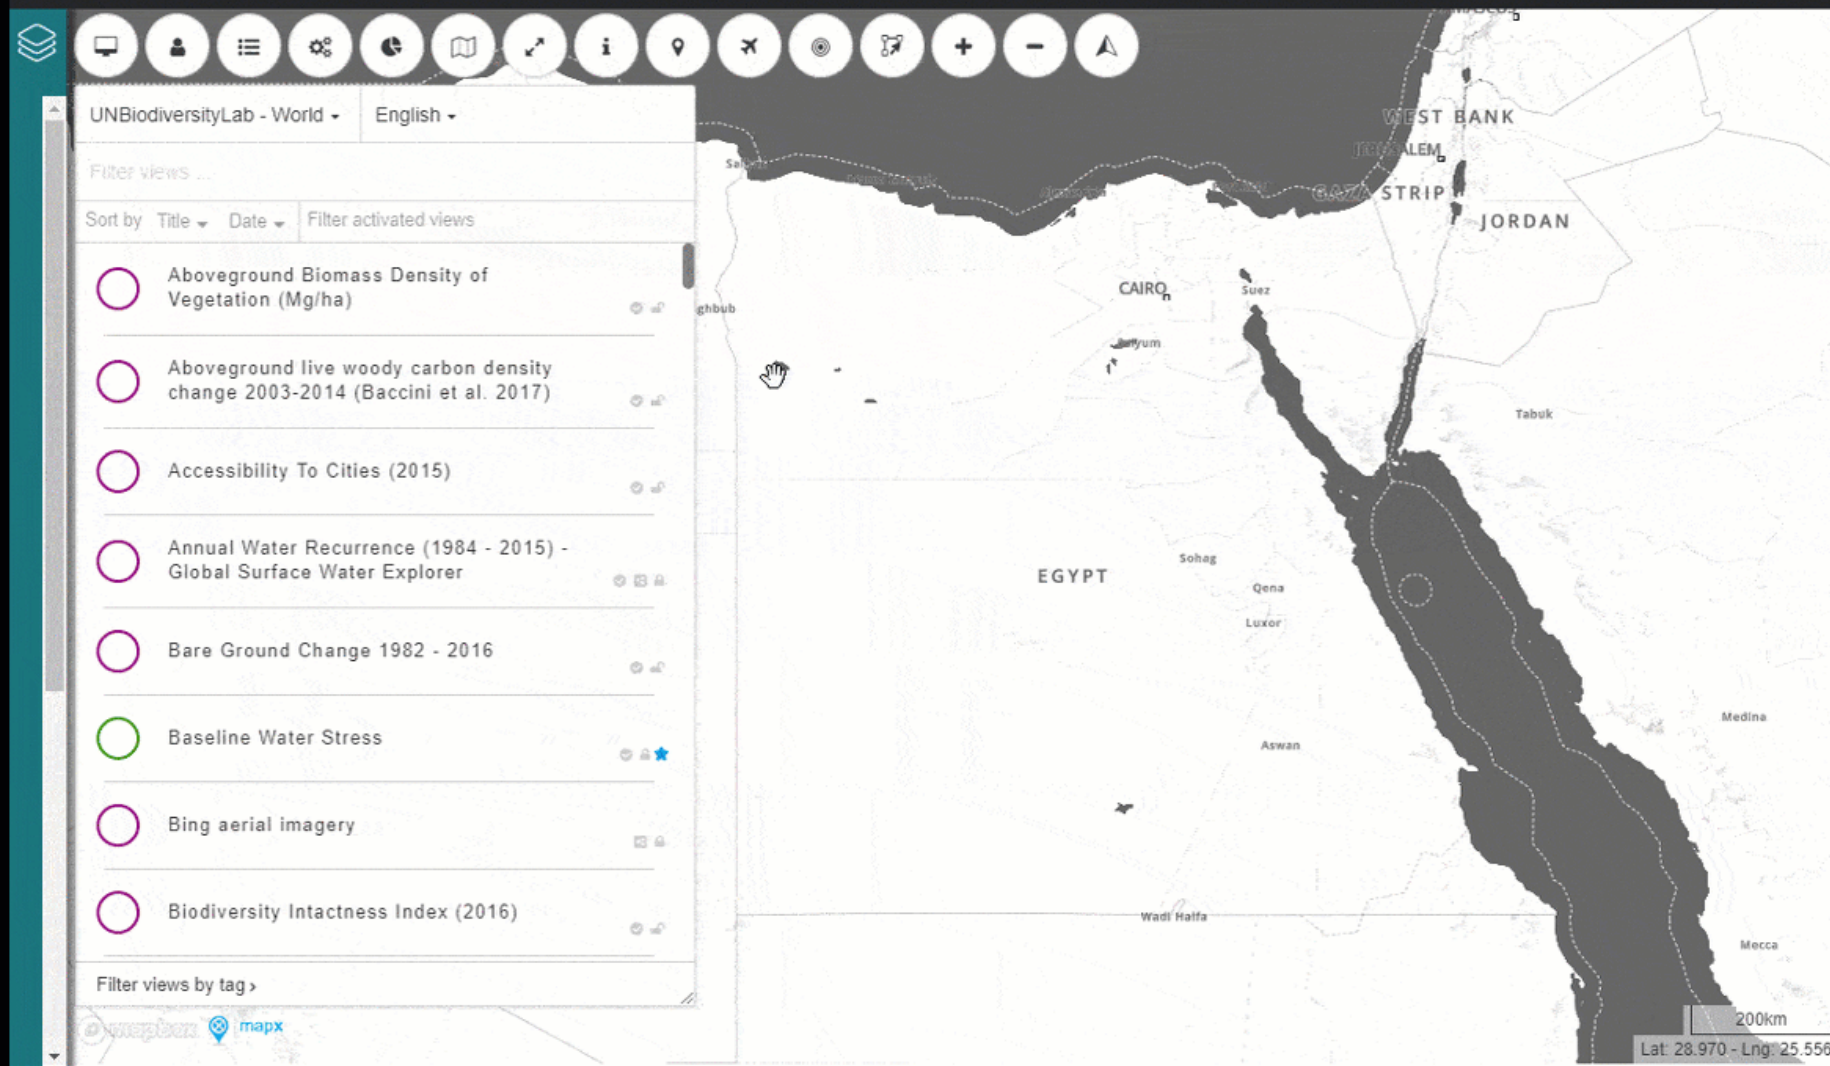 UNBiodiversityLab - World
English
Filter views ...
Sort by Title Date Filter activated views
Aboveground Biomass Density of
Vegetation (Mg/ha)
Aboveground live woody carbon density
change 2003-2014 (Baccini et al. 2017)
Accessibility To Cities (2015)
Annual Water Recurrence (1984 - 2015) -
Global Surface Water Explorer
Bare Ground Change 1982 - 2016
Baseline Water Stress
Bing aerial imagery
Biodiversity Intactness Index (2016)
Filter views by tag ›
mapbox mapx
WEST BANK
JERUSALEM
GAZA STRIP
JORDAN
CAIRO
Suez
ghbub
Tabuk
Sohag
EGYPT
Qena
Luxor
Medina
Aswan
Wadi Halfa
Mecca
200km
Lat: 28.970 - Lng: 25.556